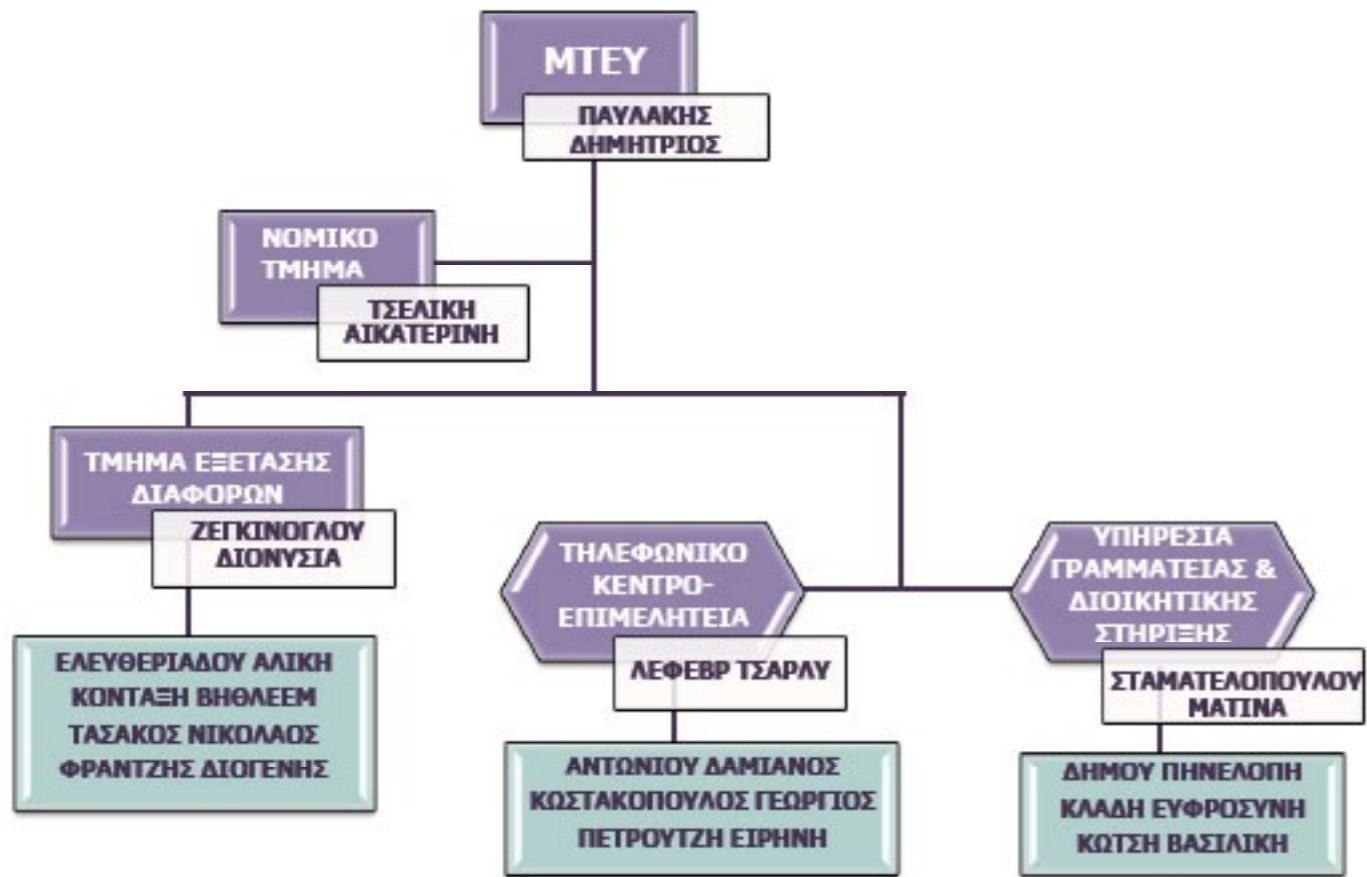 ΜΤΕΥ
ΠΑΥΛΑΚΗΣ
ΔΗΜΗΤΡΙΟΣ
ΝΟΜΙΚΟ
ΤΜΗΜΑ
ΤΣΕΛΙΚΗ
ΑΙΚΑΤΕΡΙΝΗ
ΤΜΗΜΑ ΕΞΕΤΑΣΗΣ
ΔΙΑΦΟΡΩΝ
ΖΕΓΚΙΝΟΓΛΟΥ
ΔΙΟΝΥΣΙΑ
ΕΛΕΥΘΕΡΙΑΔΟΥ ΑΛΙΚΗ
ΚΟΝΤΑΞΗ ΒΗΘΛΕΕΜ
ΤΑΣΑΚΟΣ ΝΙΚΟΛΑΟΣ
ΦΡΑΝΤΖΗΣ ΔΙΟΓΕΝΗΣ
ΤΗΛΕΦΩΝΙΚΟ
ΚΕΝΤΡΟ-
ΕΠΙΜΕΛΗΤΕΙΑ
ΛΕΦΕΒΡ ΤΣΑΡΛΥ
ΑΝΤΩΝΙΟΥ ΔΑΜΙΑΝΟΣ
ΚΩΣΤΑΚΟΠΟΥΛΟΣ ΓΕΩΡΓΙΟΣ
ΠΕΤΡΟΥΤΖΗ ΕΙΡΗΝΗ
ΥΠΗΡΕΣΙΑ
ΓΡΑΜΜΑΤΕΙΑΣ &
ΔΙΟΙΚΗΤΙΚΗΣ
ΣΤΗΡΙΞΗΣ
ΣΤΑΜΑΤΕΛΟΠΟΥΛΟΥ
ΜΑΤΙΝΑ
ΔΗΜΟΥ ΠΗΝΕΛΟΠΗ
ΚΛΑΔΗ ΕΥΦΡΟΣΥΝΗ
ΚΩΤΣΗ ΒΑΣΙΛΙΚΗ